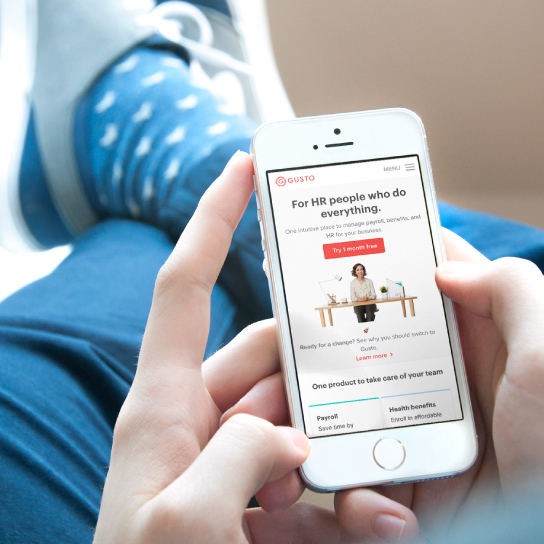 GUSTO
MENU
For HR people who do
everything.
One intuitive place to manage payroll, benefits, and
HR for your business.
Try 1 month free
Ready for a change? See why you should switch to
Gusto.
Learn more >
One product to take care of your team
Payroll
Save time by
Health benefits
Enroll in affordable